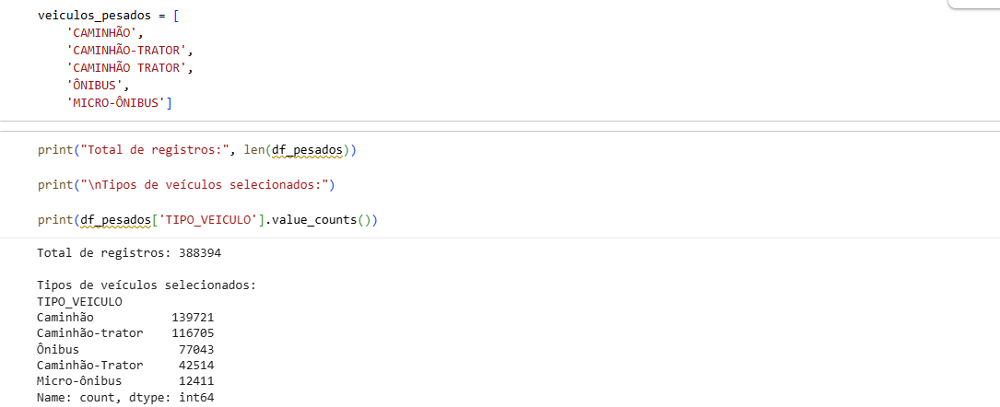 veiculos_pesados = [
    'CAMINHÃO',
    'CAMINHÃO-TRATOR',
    'CAMINHÃO TRATOR',
    'ÔNIBUS',
    'MICRO-ÔNIBUS']
print("Total de registros:", len(df_pesados))
print("\nTipos de veículos selecionados:")
print(df_pesados['TIPO_VEICULO'].value_counts())
Total de registros: 388394
Tipos de veículos selecionados:
TIPO_VEICULO
Caminhão           139721
Caminhão-trator    116705
Ônibus              77043
Caminhão-Trator     42514
Micro-ônibus        12411
Name: count, dtype: int64